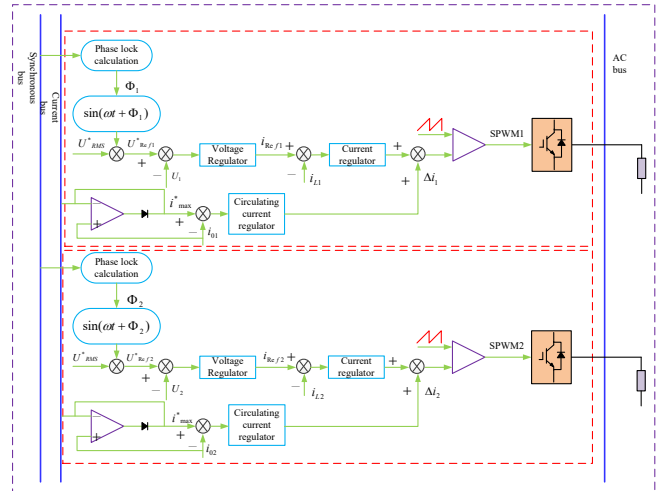 Synchronous
bus
Current
bus
AC
bus
Phase lock
calculation
Φ₁
sin(ωt + Φ₁)
U*RMS
U*Ref1
+
−
U₁
Voltage
Regulator
iRef1
+
−
iL1
Current
regulator
+
+
Δi₁
SPWM1
−
+
i*max
+
−
i01
Circulating
current
regulator
Phase lock
calculation
Φ₂
sin(ωt + Φ₂)
U*RMS
U*Ref2
+
−
U₂
Voltage
Regulator
iRef2
+
−
iL2
Current
regulator
+
+
Δi₂
SPWM2
−
+
i*max
+
−
i02
Circulating
current
regulator